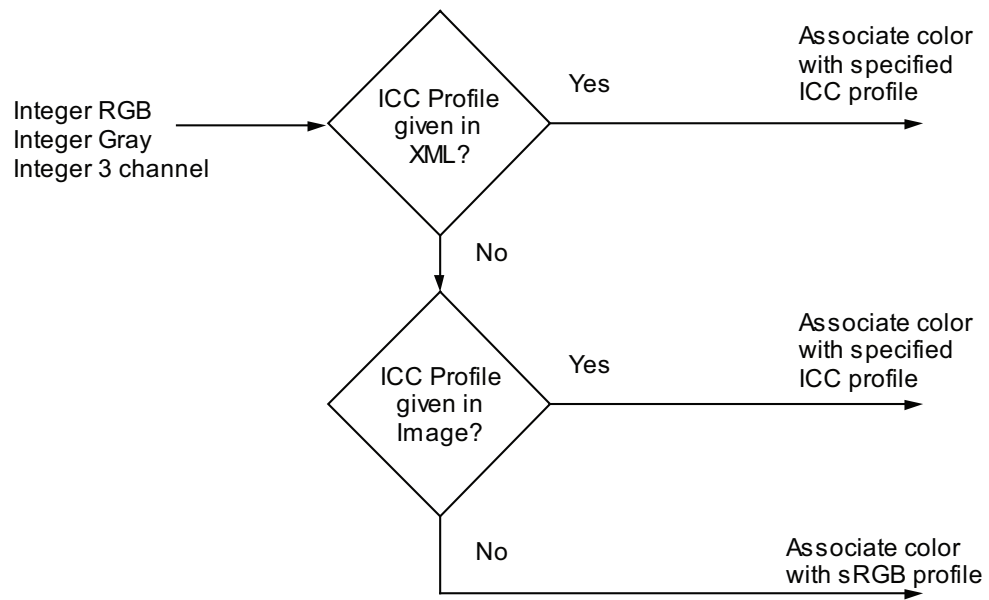 Integer RGB
Integer Gray
Integer 3 channel
ICC Profile
given in
XML?
Yes
Associate color
with specified
ICC profile
No
ICC Profile
given in
Image?
Yes
Associate color
with specified
ICC profile
No
Associate color
with sRGB profile